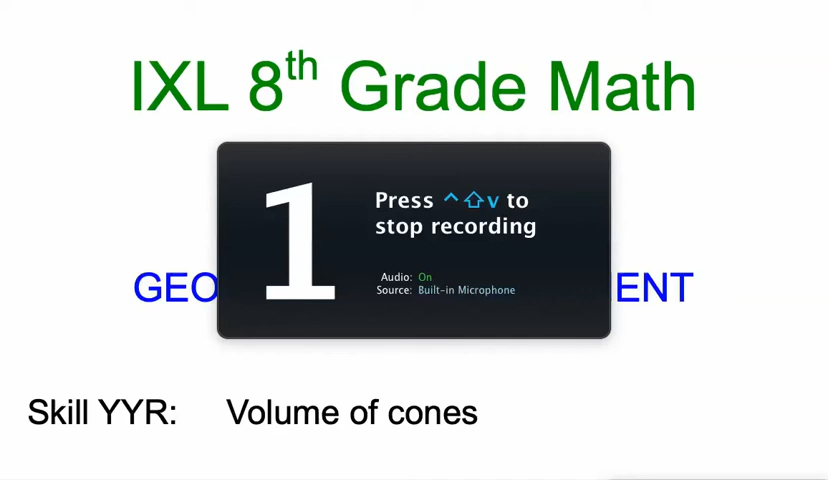 IXL 8th Grade Math
1
Press ^⇧v to
stop recording
Audio: On
Source: Built-in Microphone
GEO ENT
Skill YYR: Volume of cones